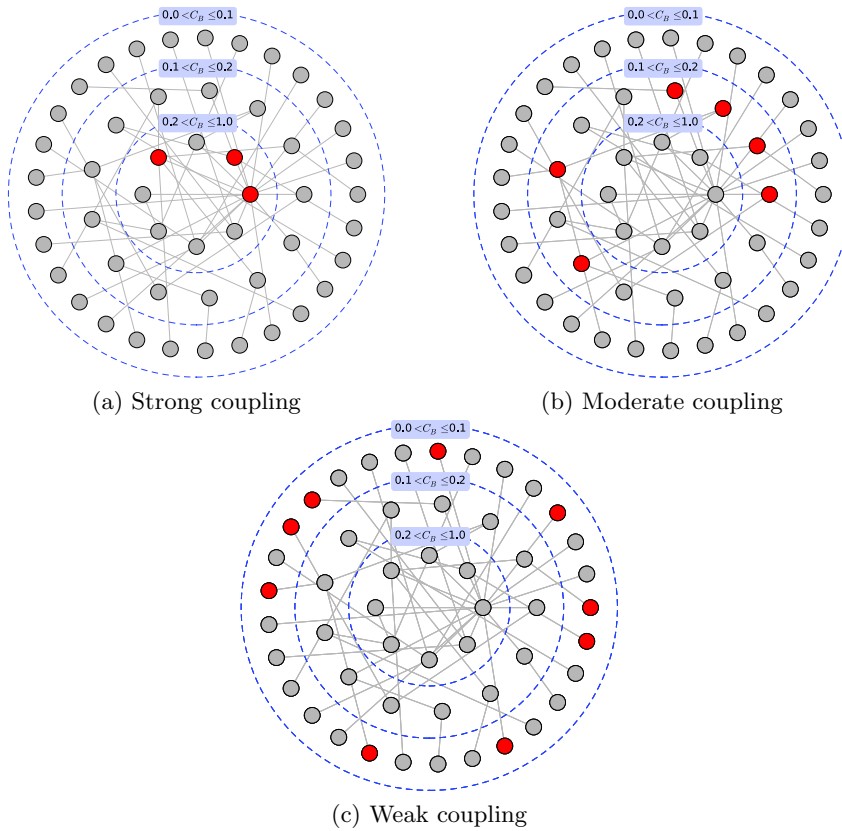 0.0 <C_B ≤0.1
0.1 <C_B ≤0.2
0.2 <C_B ≤1.0
(a) Strong coupling
0.0 <C_B ≤0.1
0.1 <C_B ≤0.2
0.2 <C_B ≤1.0
(b) Moderate coupling
0.0 <C_B ≤0.1
0.1 <C_B ≤0.2
0.2 <C_B ≤1.0
(c) Weak coupling